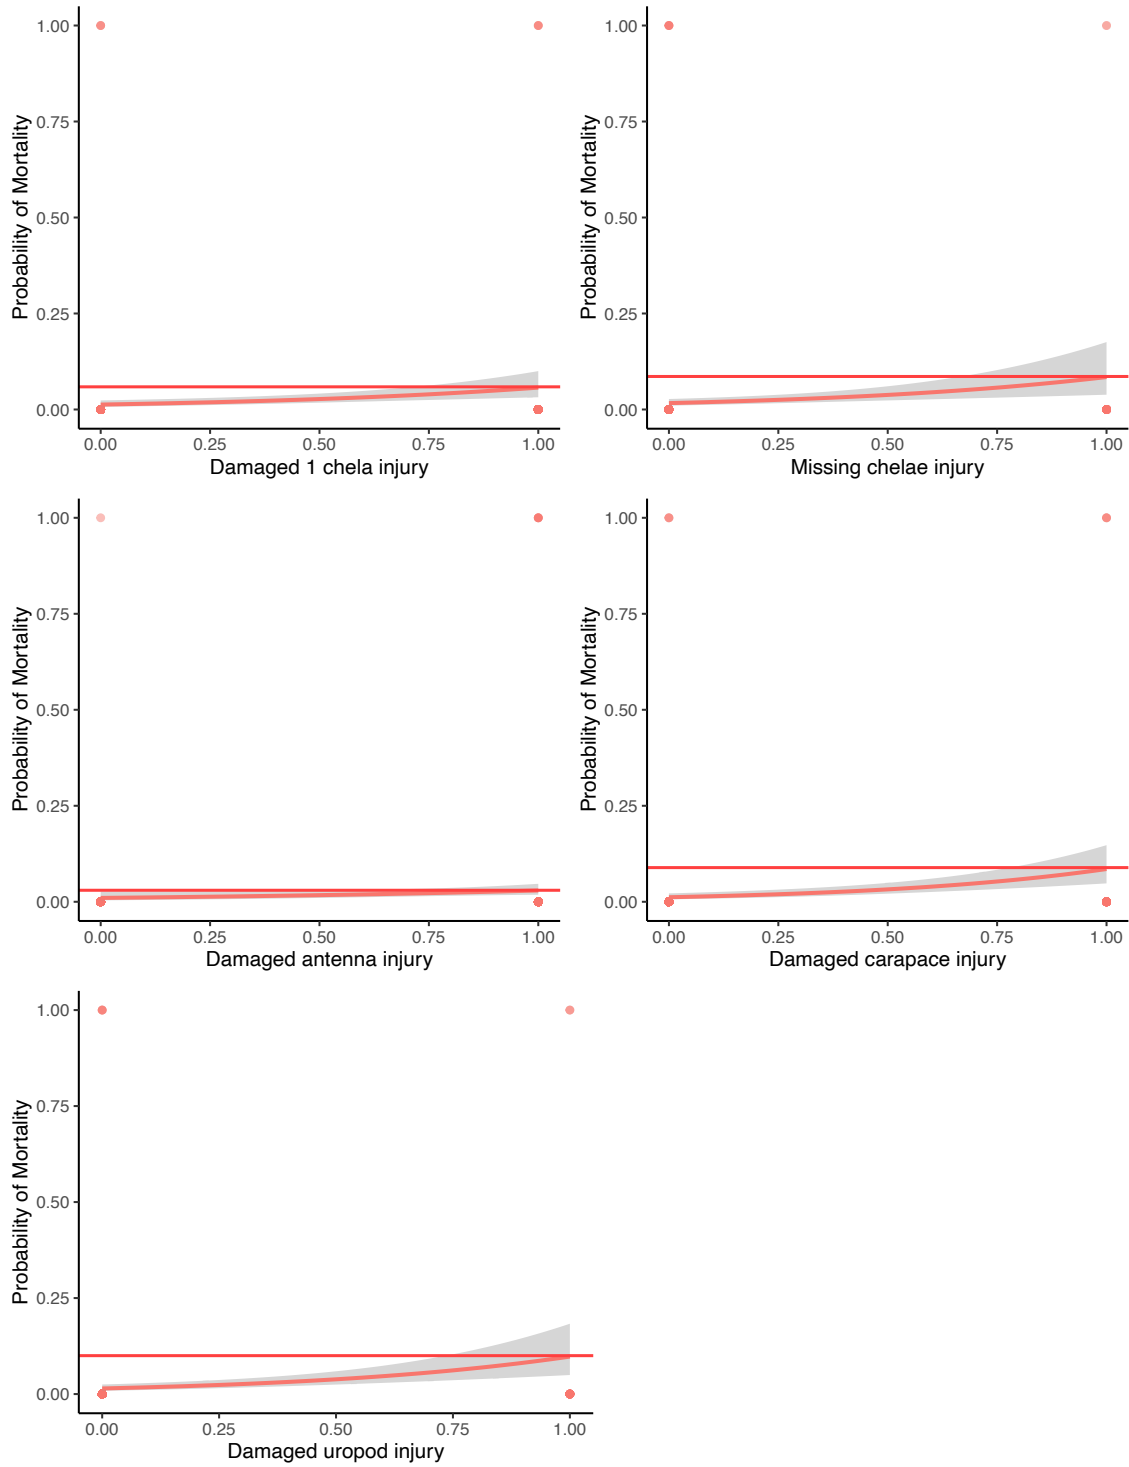 Probability of Mortality
1.00
0.75
0.50
0.25
0.00
0.00 0.25 0.50 0.75 1.00
Damaged 1 chela injury
Probability of Mortality
1.00
0.75
0.50
0.25
0.00
0.00 0.25 0.50 0.75 1.00
Missing chelae injury
Probability of Mortality
1.00
0.75
0.50
0.25
0.00
0.00 0.25 0.50 0.75 1.00
Damaged antenna injury
Probability of Mortality
1.00
0.75
0.50
0.25
0.00
0.00 0.25 0.50 0.75 1.00
Damaged carapace injury
Probability of Mortality
1.00
0.75
0.50
0.25
0.00
0.00 0.25 0.50 0.75 1.00
Damaged uropod injury